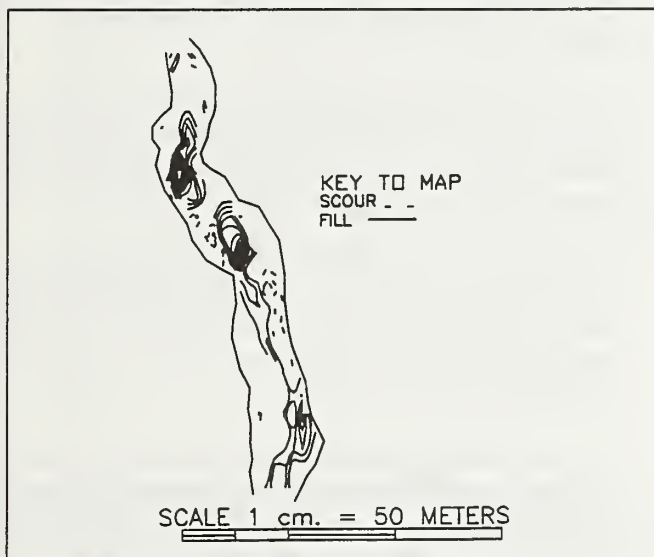 KEY TO MAP
SCOUR _ _
FILL ——
SCALE 1 cm. = 50 METERS